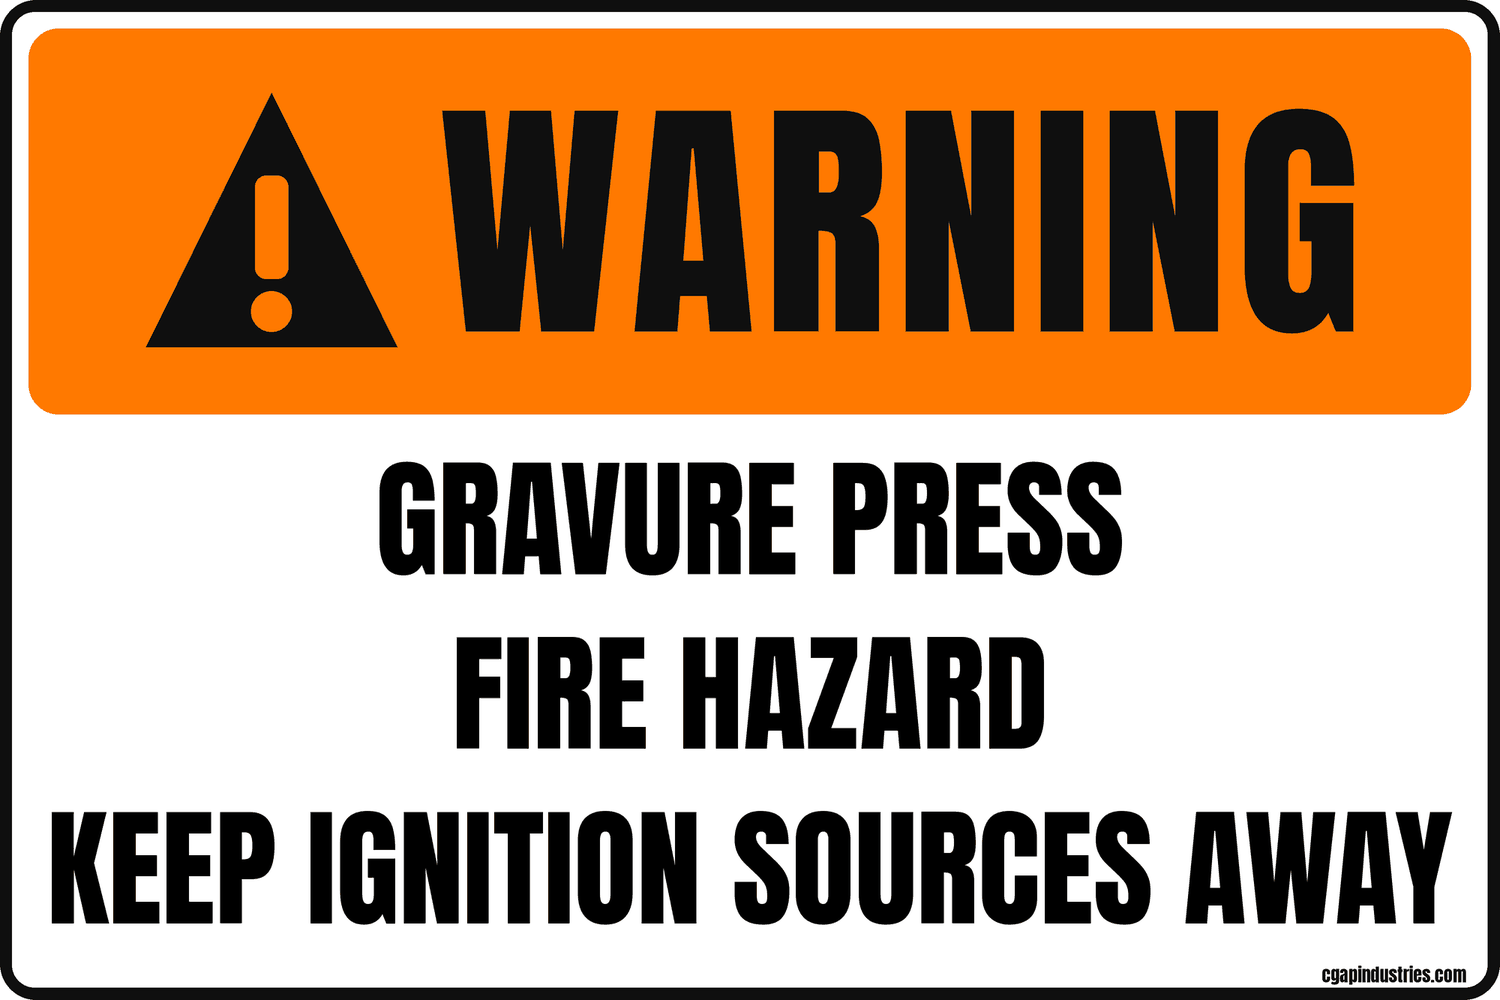 WARNING
GRAVURE PRESS
FIRE HAZARD
KEEP IGNITION SOURCES AWAY
cgapindustries.com